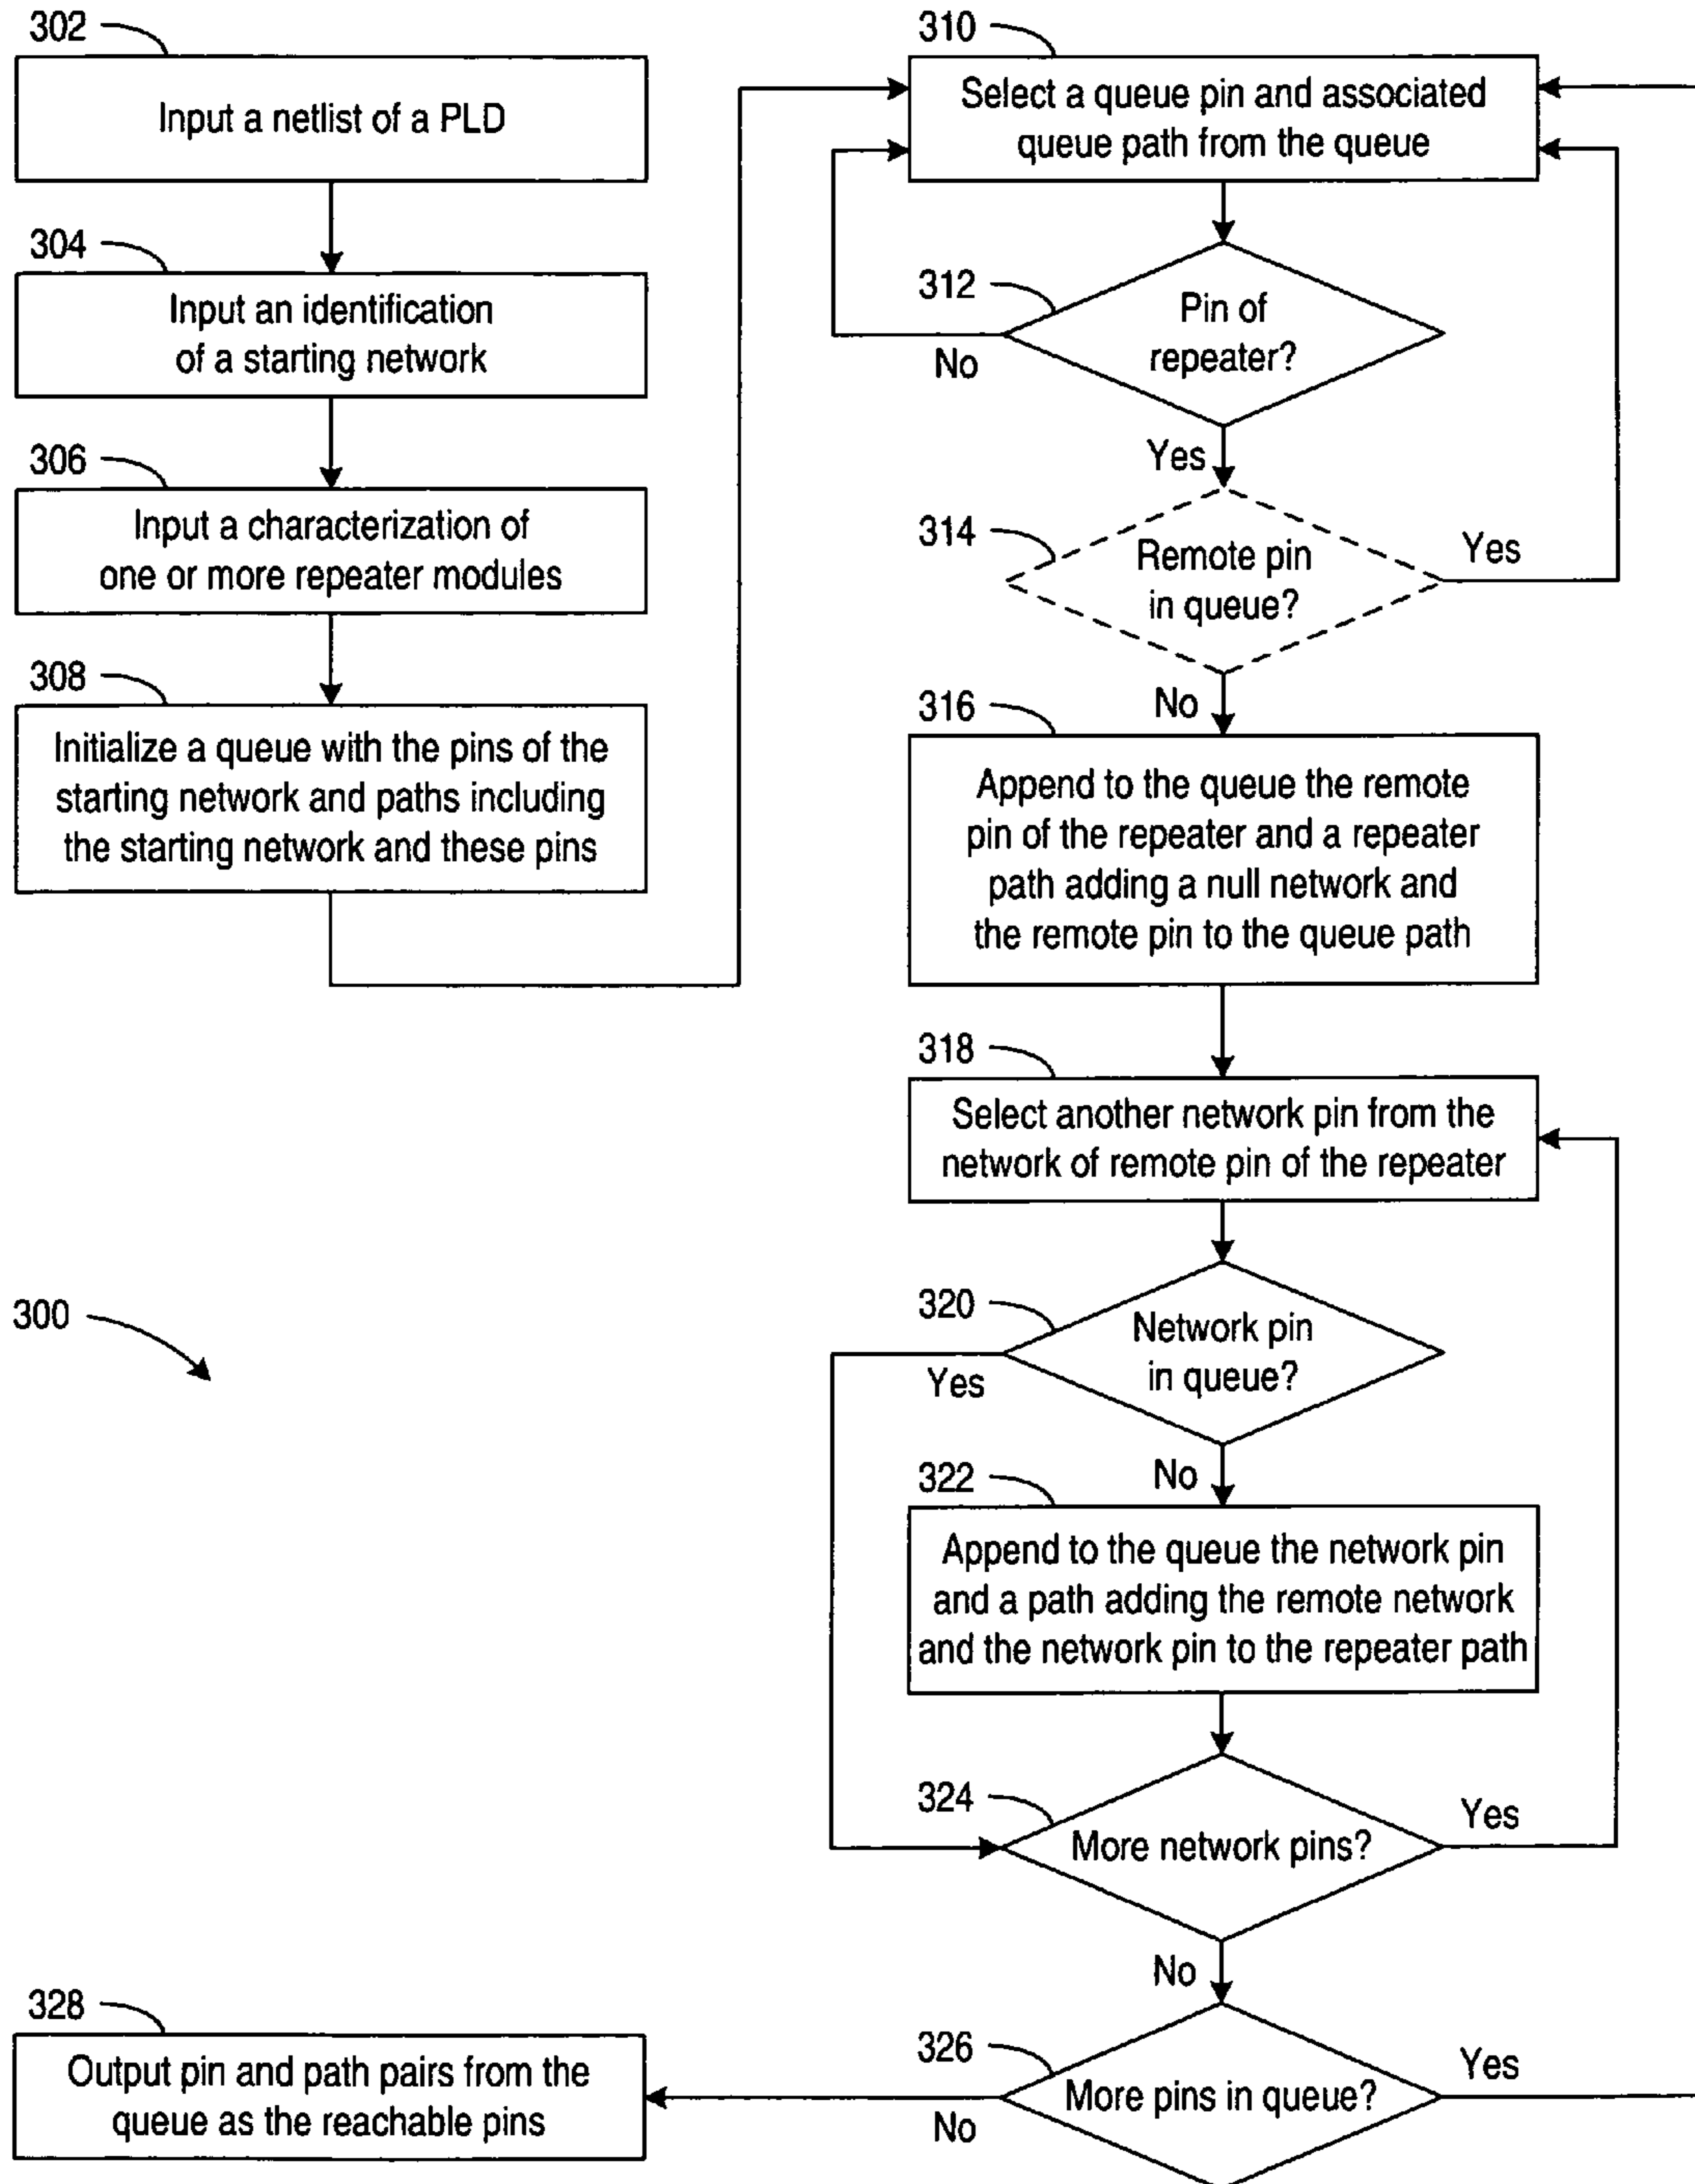 302
Input a netlist of a PLD
304
Input an identification
of a starting network
306
Input a characterization of
one or more repeater modules
308
Initialize a queue with the pins of the
starting network and paths including
the starting network and these pins
310
Select a queue pin and associated
queue path from the queue
312
Pin of
repeater?
No
Yes
314
Remote pin
in queue?
Yes
No
316
Append to the queue the remote
pin of the repeater and a repeater
path adding a null network and
the remote pin to the queue path
318
Select another network pin from the
network of remote pin of the repeater
320
Network pin
in queue?
Yes
No
322
Append to the queue the network pin
and a path adding the remote network
and the network pin to the repeater path
324
More network pins?
Yes
No
326
More pins in queue?
Yes
No
328
Output pin and path pairs from the
queue as the reachable pins
300